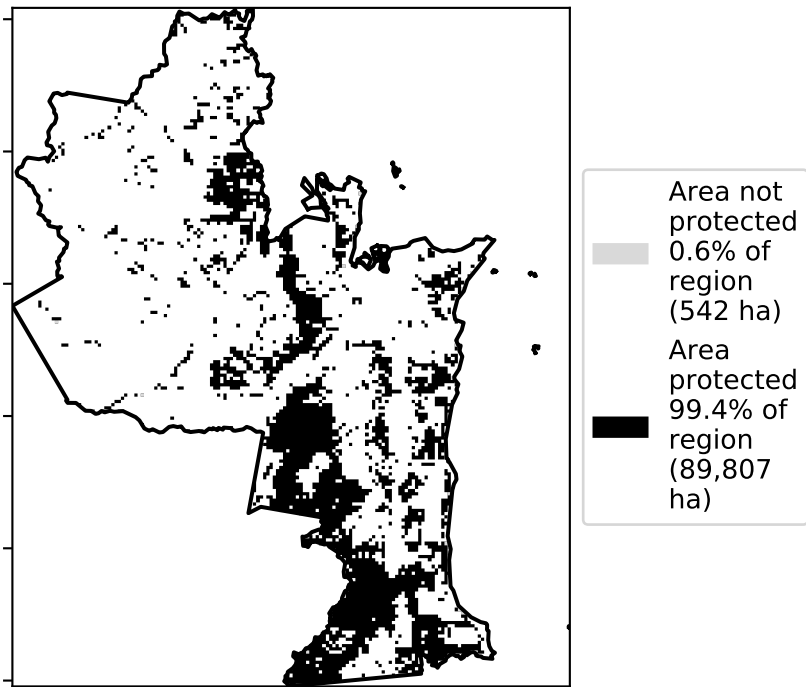 Area not
protected
0.6% of
region
(542 ha)
Area
protected
99.4% of
region
(89,807
ha)